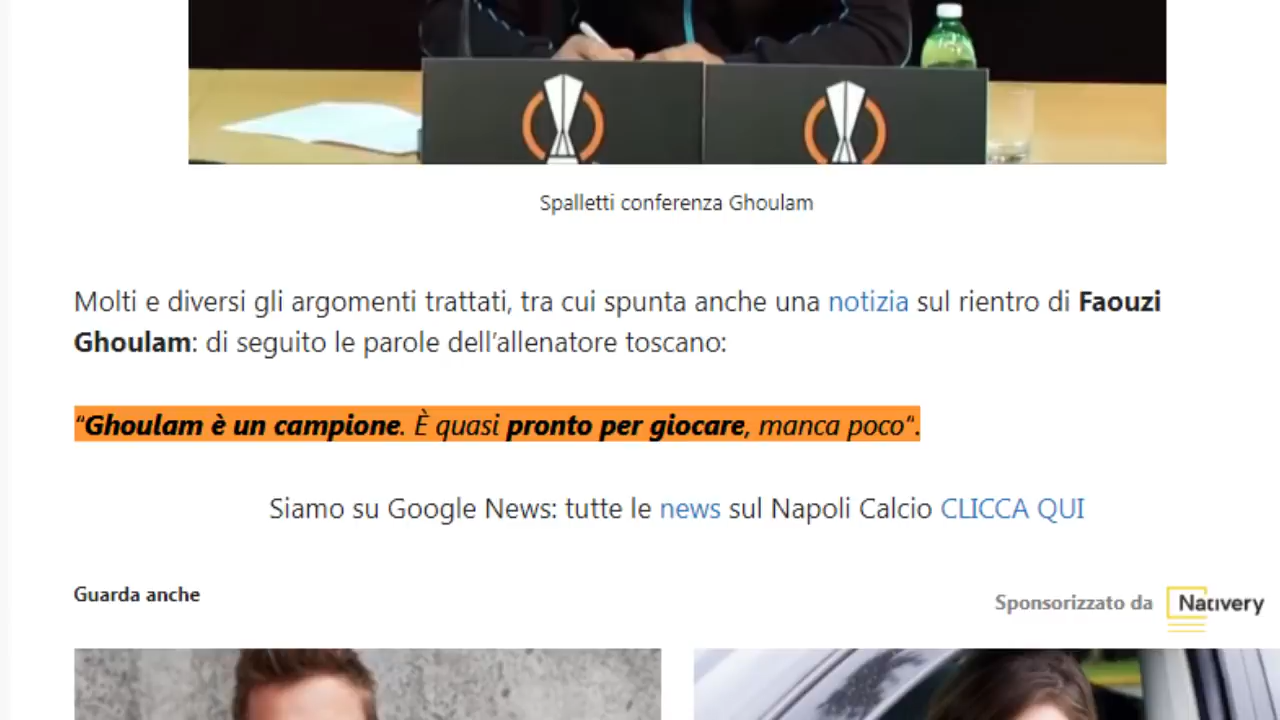 Spalletti conferenza Ghoulam
Molti e diversi gli argomenti trattati, tra cui spunta anche una notizia sul rientro di Faouzi
Ghoulam: di seguito le parole dell'allenatore toscano:
“Ghoulam è un campione. È quasi pronto per giocare, manca poco“.
Siamo su Google News: tutte le news sul Napoli Calcio CLICCA QUI
Guarda anche
Sponsorizzato da Nativery